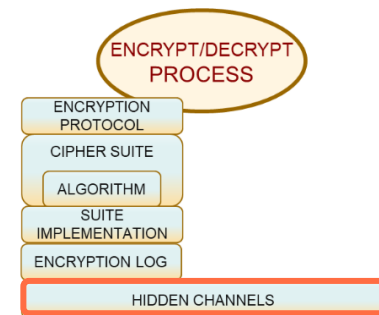 ENCRYPT/DECRYPT
PROCESS
ENCRYPTION
PROTOCOL
CIPHER SUITE
ALGORITHM
SUITE
IMPLEMENTATION
ENCRYPTION LOG
HIDDEN CHANNELS